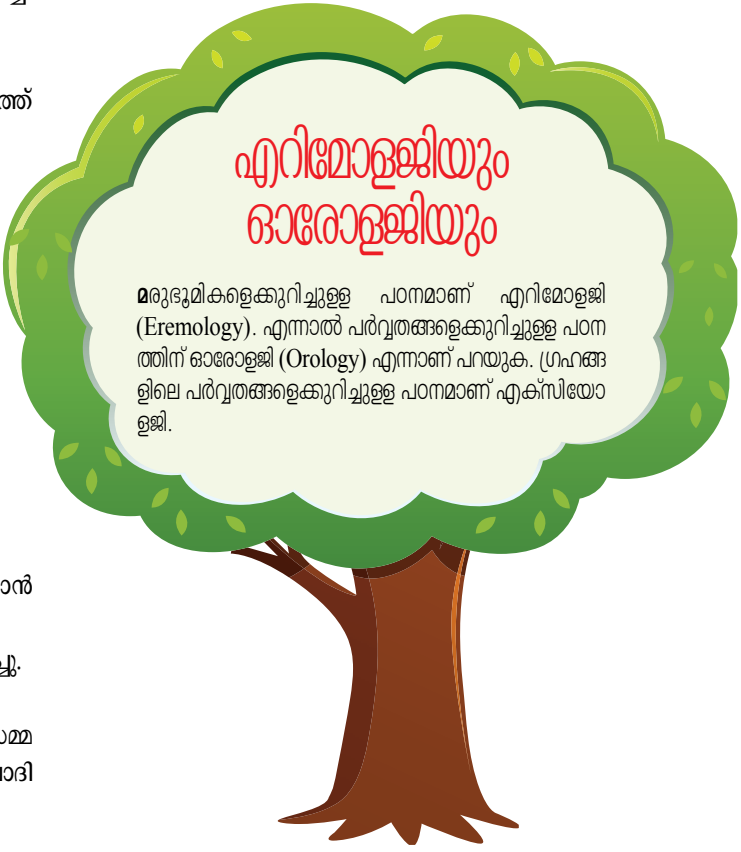 ത്ത്
എറിമോളജിയും
ഓരോളജിയും
മരുഭൂമികളെക്കുറിച്ചുള്ള പഠനമാണ് എറിമോളജി
(Eremology). എന്നാൽ പർവ്വതങ്ങളെക്കുറിച്ചുള്ള പഠന
ത്തിന് ഓരോളജി (Orology) എന്നാണ് പറയുക. ഗ്രഹങ്ങ
ളിലെ പർവ്വതങ്ങളെക്കുറിച്ചുളള പഠനമാണ് എക്സിയോ
ളജി.
ാൻ
ച്ചു.
മ്മ
ാദി